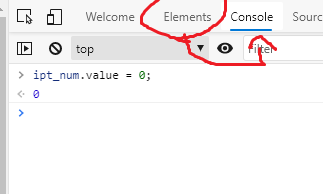 Welcome Elements Console Sourc
top Filter
ipt_num.value = 0;
0